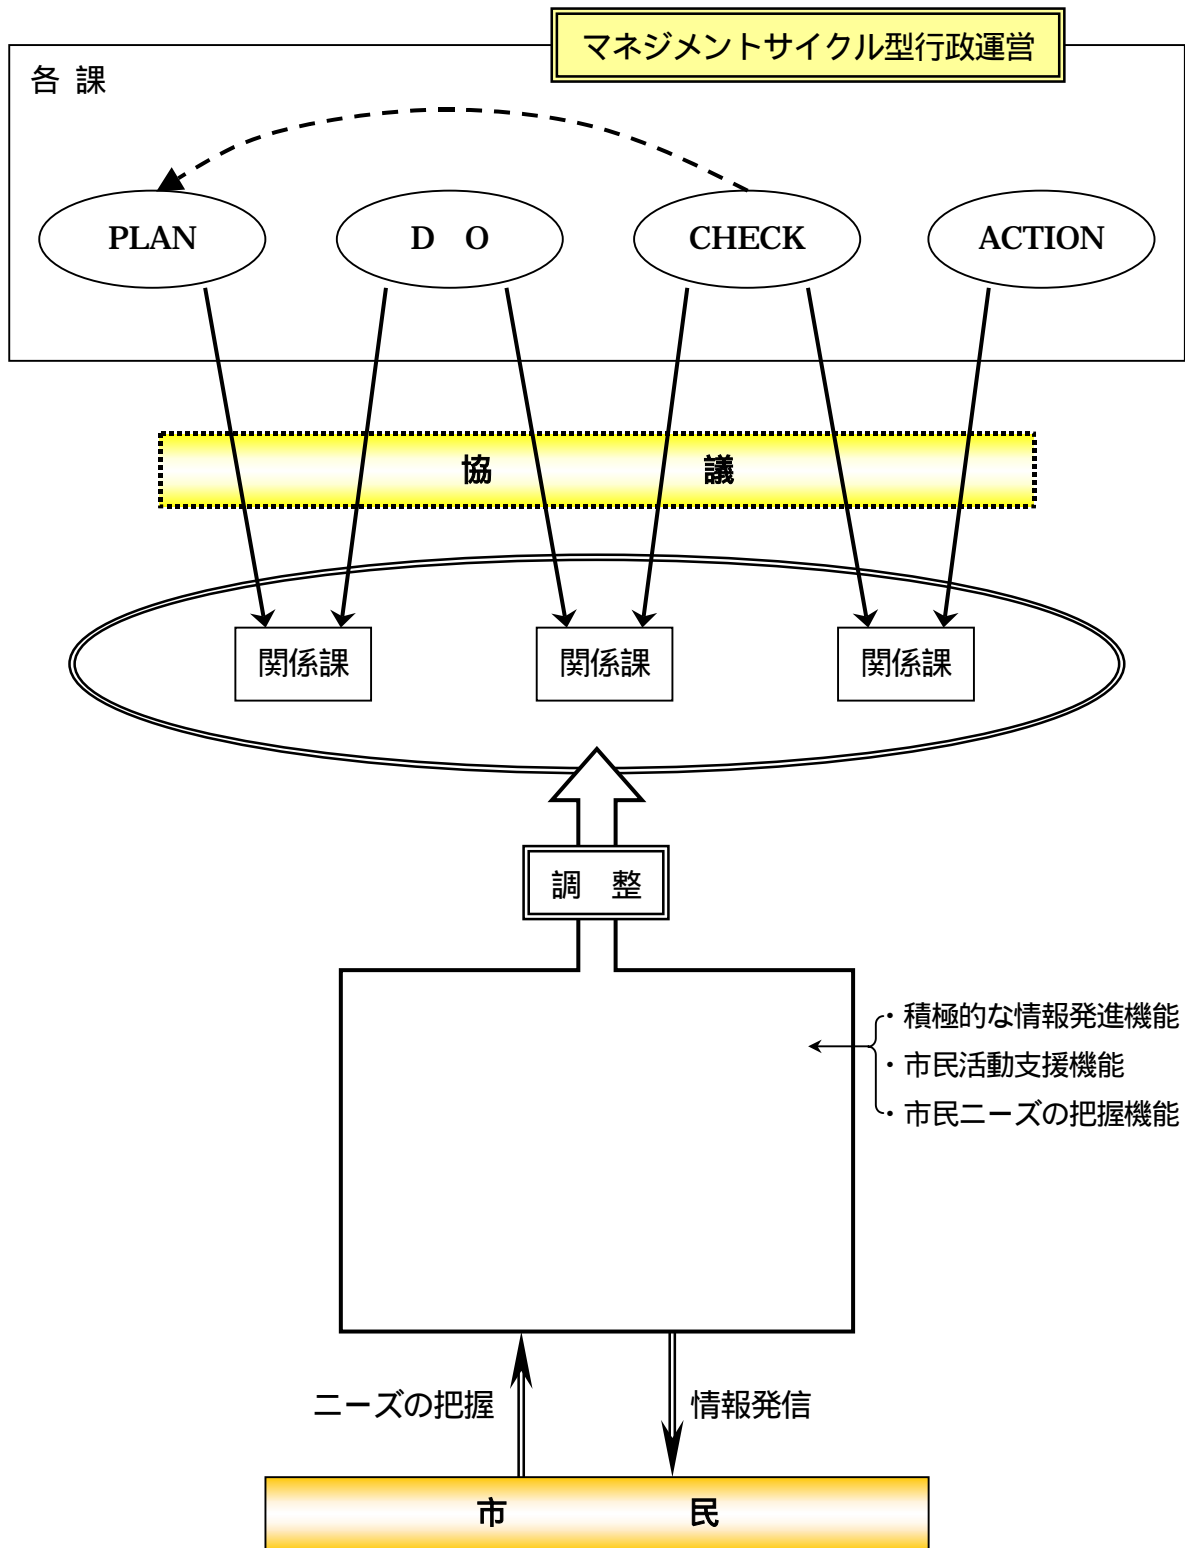 マネジメントサイクル型行政運営
各 課
PLAN
D O
CHECK
ACTION
協 議
関係課
関係課
関係課
調 整
・積極的な情報発進機能
・市民活動支援機能
・市民ニーズの把握機能
ニーズの把握
情報発信
市 民